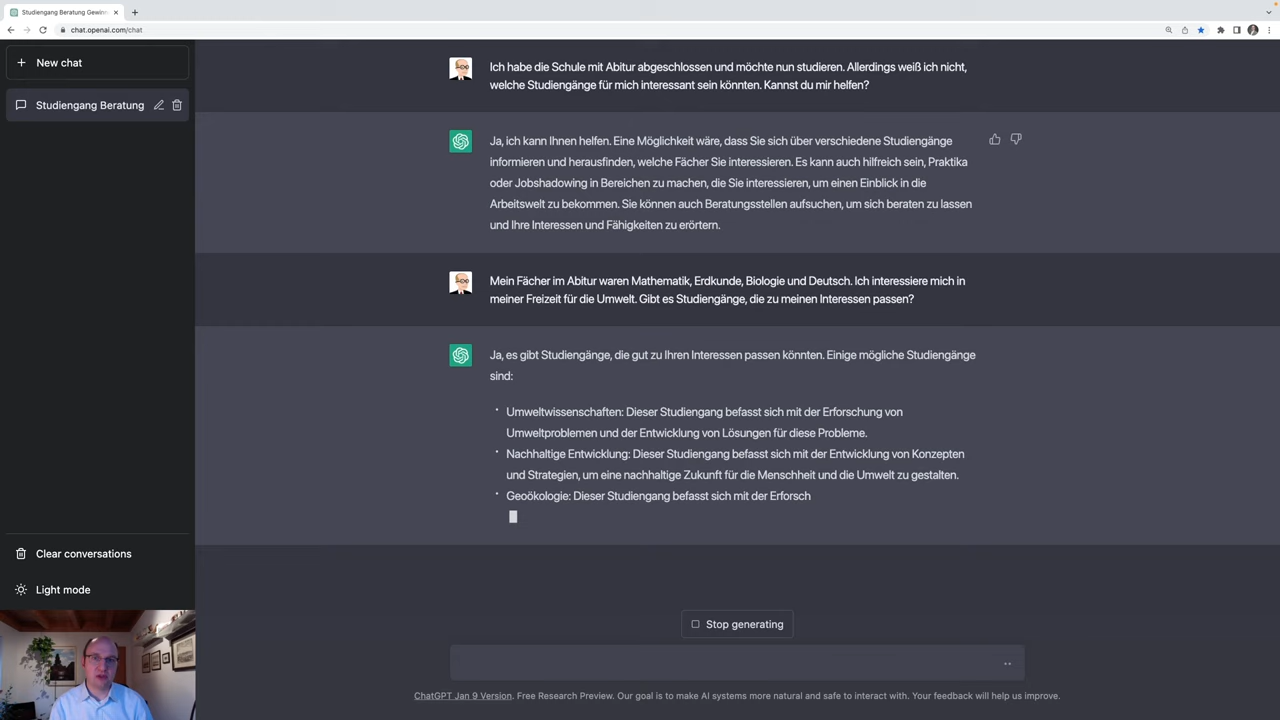 Studiengang Beratung Gewin
chat.openai.com/chat
New chat
Studiengang Beratung
Ich habe die Schule mit Abitur abgeschlossen und möchte nun studieren. Allerdings weiß ich nicht,
welche Studiengänge für mich interessant sein könnten. Kannst du mir helfen?
Ja, ich kann Ihnen helfen. Eine Möglichkeit wäre, dass Sie sich über verschiedene Studiengänge
informieren und herausfinden, welche Fächer Sie interessieren. Es kann auch hilfreich sein, Praktika
oder Jobshadowing in Bereichen zu machen, die Sie interessieren, um einen Einblick in die
Arbeitswelt zu bekommen. Sie können auch Beratungsstellen aufsuchen, um sich beraten zu lassen
und Ihre Interessen und Fähigkeiten zu erörtern.
Mein Fächer im Abitur waren Mathematik, Erdkunde, Biologie und Deutsch. Ich interessiere mich in
meiner Freizeit für die Umwelt. Gibt es Studiengänge, die zu meinen Interessen passen?
Ja, es gibt Studiengänge, die gut zu Ihren Interessen passen könnten. Einige mögliche Studiengänge
sind:
• Umweltwissenschaften: Dieser Studiengang befasst sich mit der Erforschung von
Umweltproblemen und der Entwicklung von Lösungen für diese Probleme.
• Nachhaltige Entwicklung: Dieser Studiengang befasst sich mit der Entwicklung von Konzepten
und Strategien, um eine nachhaltige Zukunft für die Menschheit und die Umwelt zu gestalten.
• Geoökologie: Dieser Studiengang befasst sich mit der Erforsch
Clear conversations
Light mode
Stop generating
ChatGPT Jan 9 Version. Free Research Preview. Our goal is to make AI systems more natural and safe to interact with. Your feedback will help us improve.